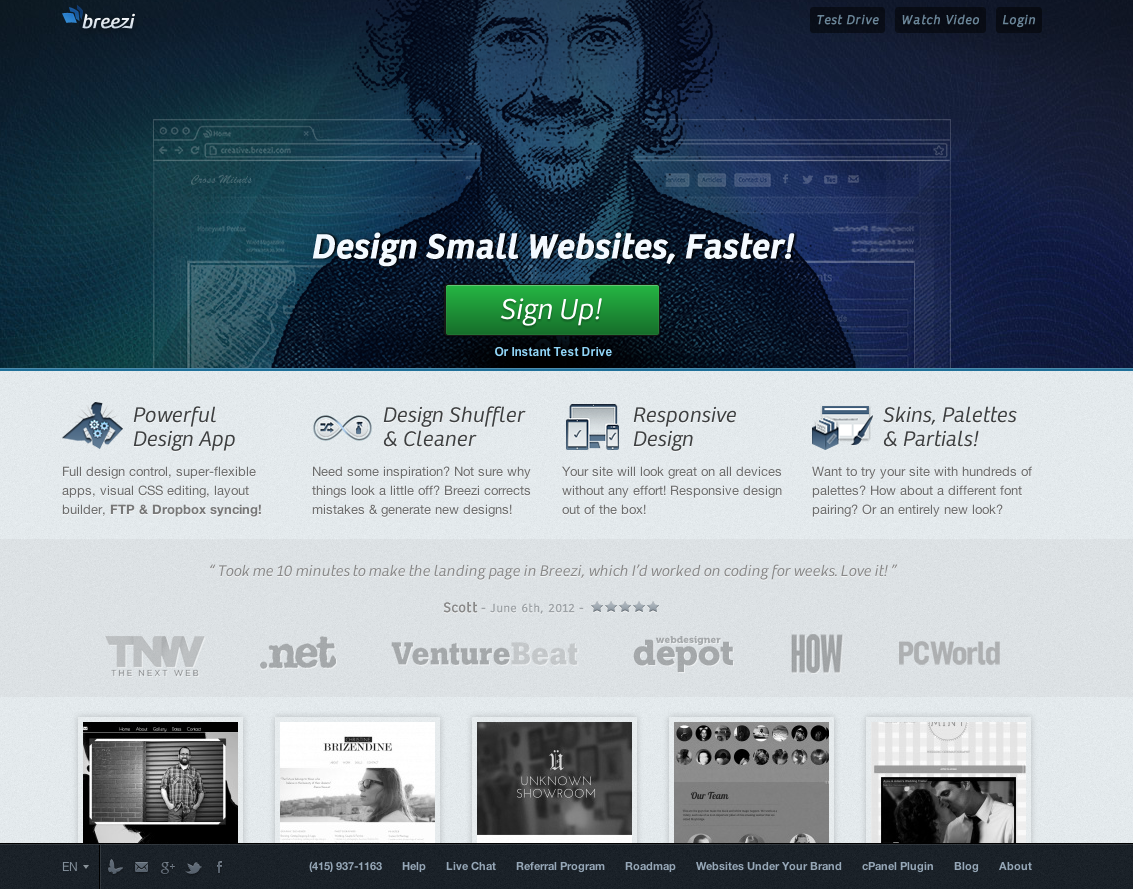 breezi
Test Drive
Watch Video
Login
Home
creative.breezi.com
Cross Minds
Articles
Contact Us
Design Small Websites, Faster!
Sign Up!
Or Instant Test Drive
Powerful
Design App
Full design control, super-flexible
apps, visual CSS editing, layout
builder, FTP & Dropbox syncing!
Design Shuffler
& Cleaner
Need some inspiration? Not sure why
things look a little off? Breezi corrects
mistakes & generate new designs!
Responsive
Design
Your site will look great on all devices
without any effort! Responsive design
out of the box!
Skins, Palettes
& Partials!
Want to try your site with hundreds of
palettes? How about a different font
pairing? Or an entirely new look?
“ Took me 10 minutes to make the landing page in Breezi, which I’d worked on coding for weeks. Love it! ”
Scott - June 6th, 2012 -
TNW
THE NEXT WEB
.net
VentureBeat
webdesigner
depot
HOW
PCWorld
Home About Gallery Sites Contact
CHRISTINE
BRIZENDINE
ü
UNKNOWN
SHOWROOM
Our Team
MINT
EN
(415) 937-1163 Help Live Chat Referral Program Roadmap Websites Under Your Brand cPanel Plugin Blog About